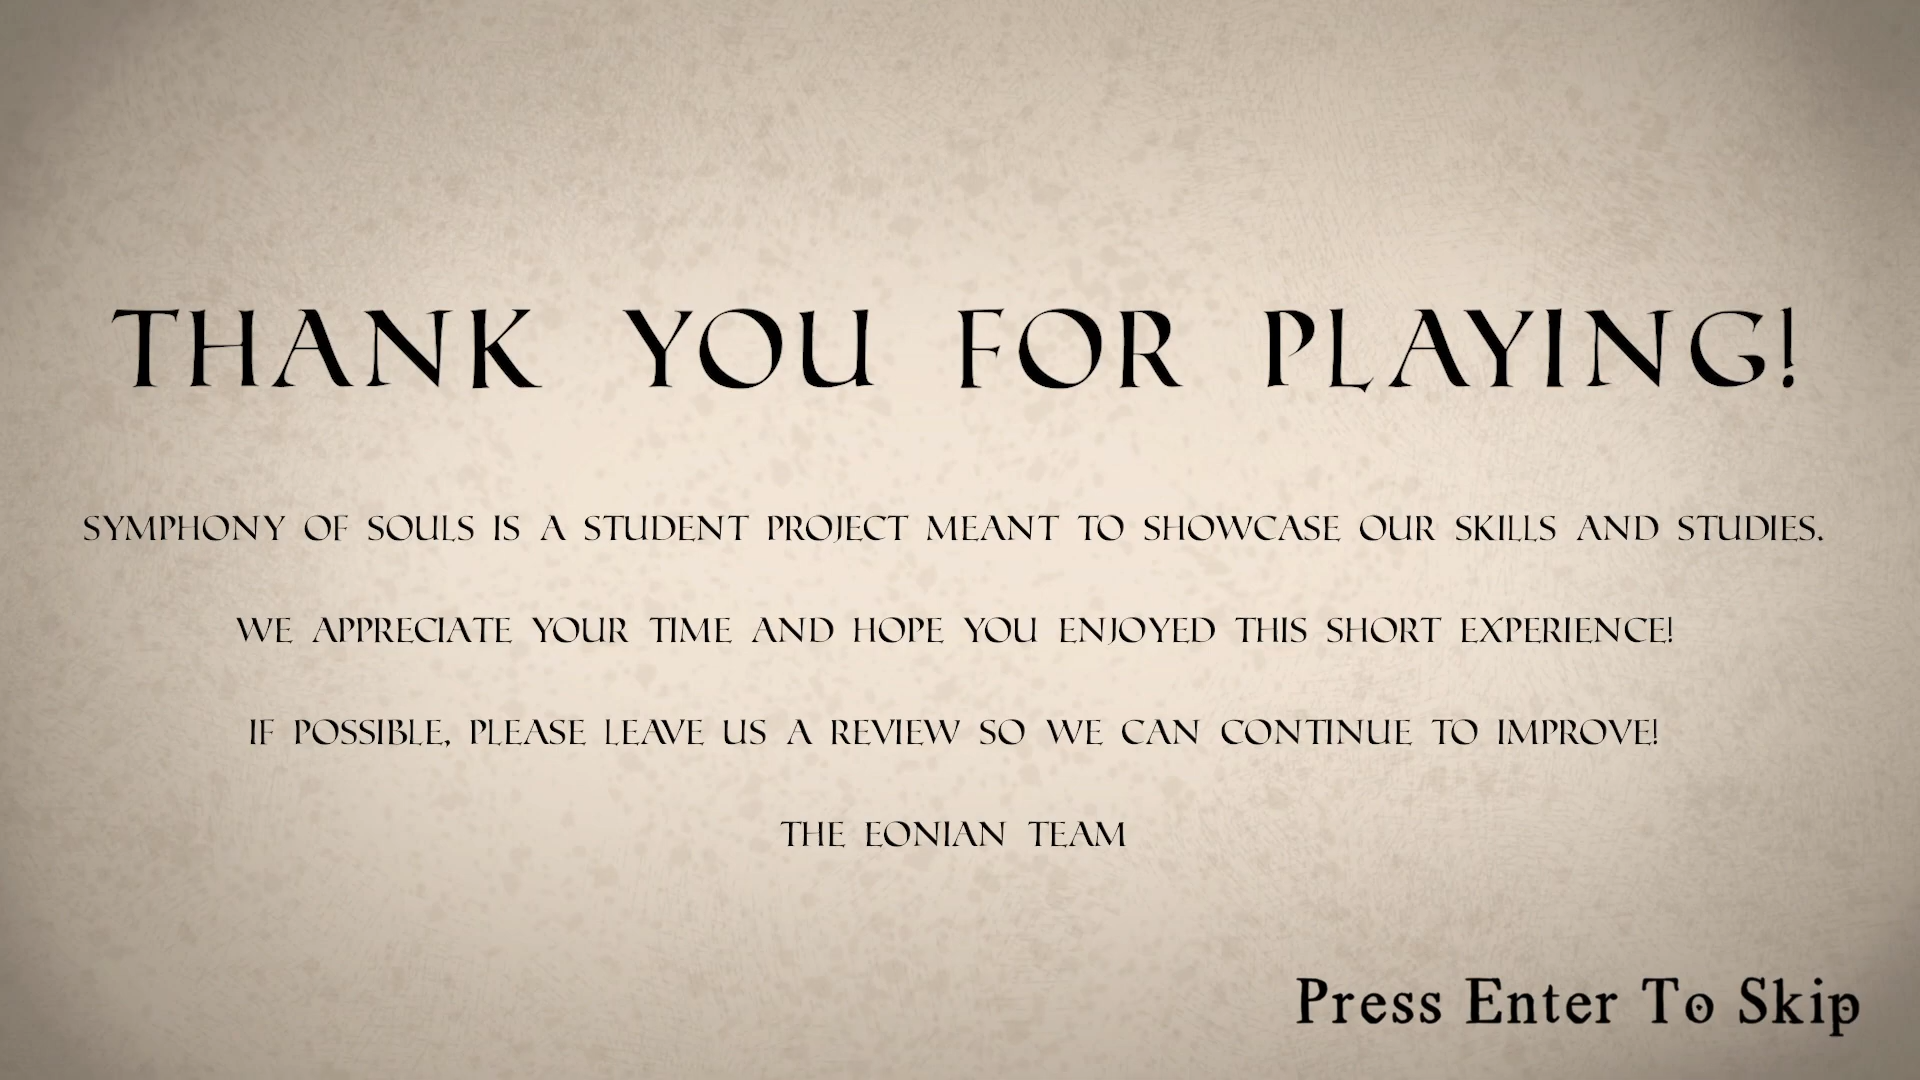 THANK YOU FOR PLAYING!
SYMPHONY OF SOULS IS A STUDENT PROJECT MEANT TO SHOWCASE OUR SKILLS AND STUDIES.
WE APPRECIATE YOUR TIME AND HOPE YOU ENJOYED THIS SHORT EXPERIENCE!
IF POSSIBLE, PLEASE LEAVE US A REVIEW SO WE CAN CONTINUE TO IMPROVE!
THE EONIAN TEAM
Press Enter To Skip